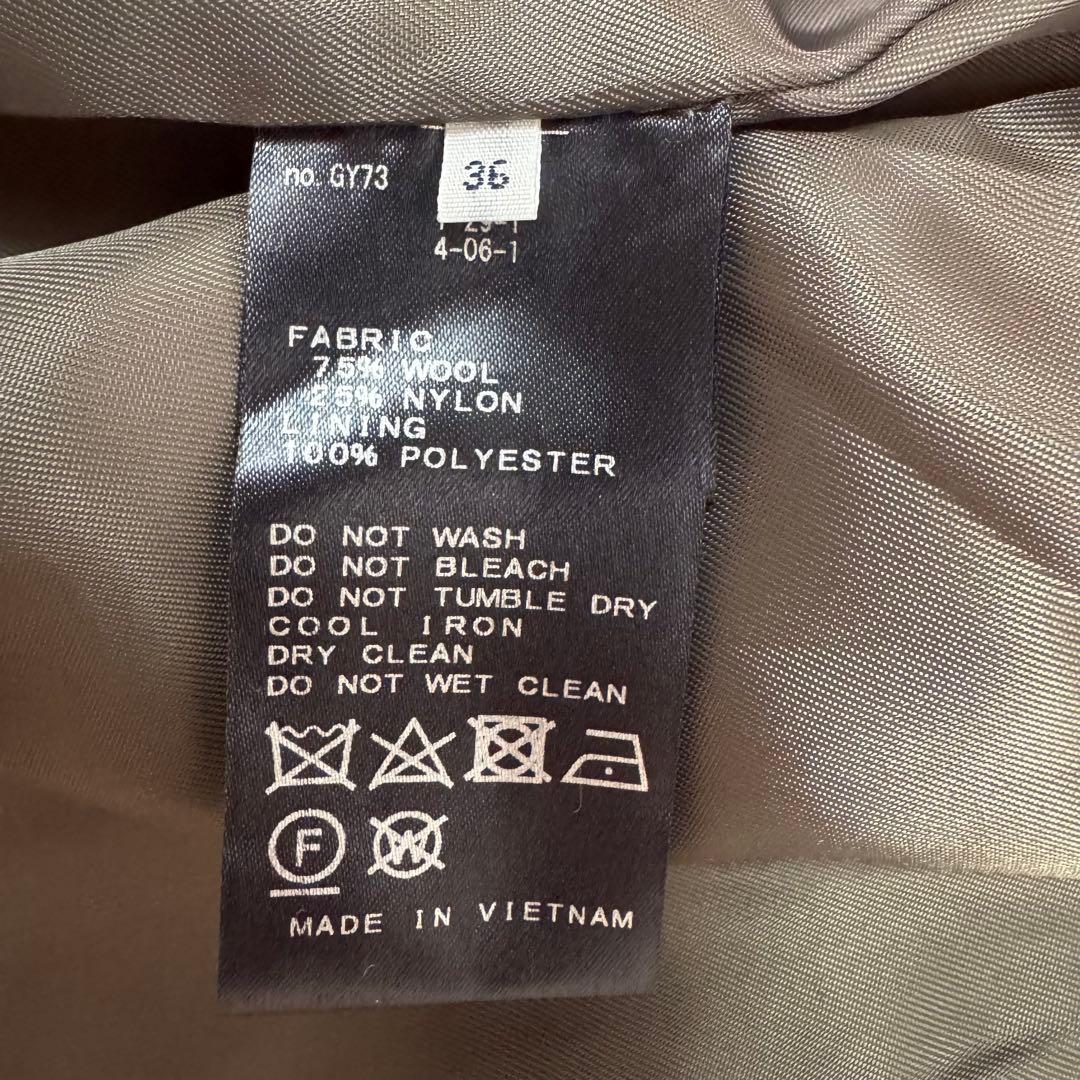 no. GY73
36
4-06-1
FABRIC
75% WOOL
25% NYLON
LINING
100% POLYESTER
DO NOT WASH
DO NOT BLEACH
DO NOT TUMBLE DRY
COOL IRON
DRY CLEAN
DO NOT WET CLEAN
F W
MADE IN VIETNAM